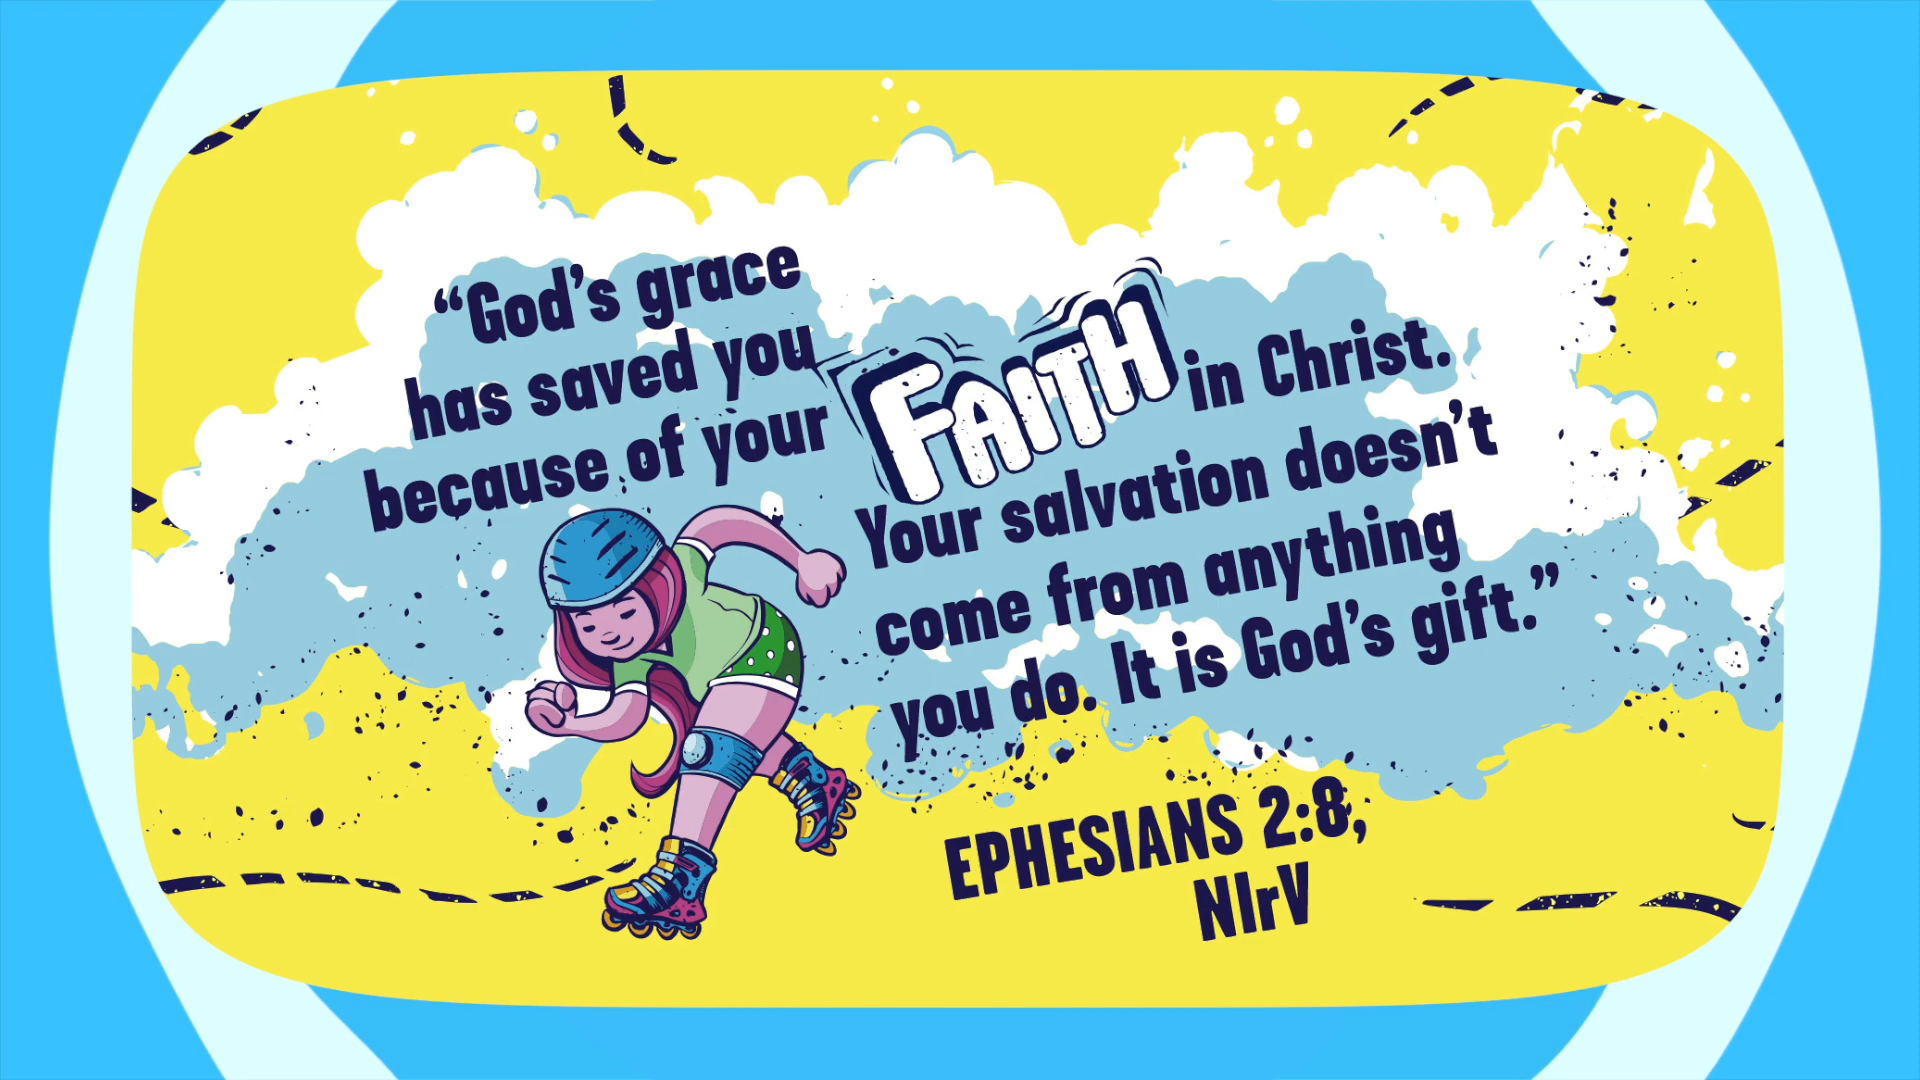 “God’s grace
has saved you
because of your
FAITH
in Christ.
Your salvation doesn’t
come from anything
you do. It is God’s gift.”
EPHESIANS 2:8,
NIrV